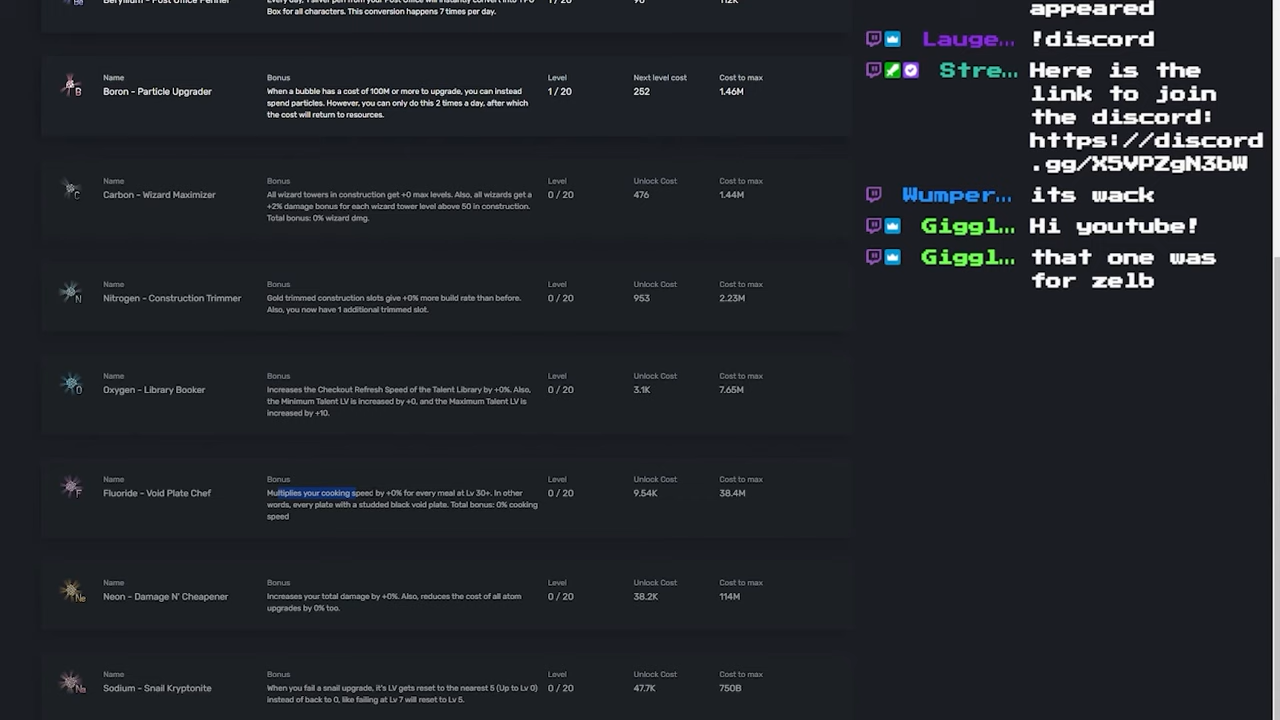 Beryllium - Post Office Penner
Every day, 1 silver pen from your Post Office will instantly convert into 1 PO
Box for all characters. This conversion happens 7 times per day.
1 / 20
112K
Name
Bonus
Level
Next level cost
Cost to max
B
Boron - Particle Upgrader
When a bubble has a cost of 100M or more to upgrade, you can instead
spend particles. However, you can only do this 2 times a day, after which
the cost will return to resources.
1 / 20
252
1.46M
Name
Bonus
Level
Unlock Cost
Cost to max
C
Carbon - Wizard Maximizer
All wizard towers in construction get +0 max levels. Also, all wizards get a
+2% damage bonus for each wizard tower level above 50 in construction.
Total bonus: 0% wizard dmg.
0 / 20
476
1.44M
Name
Bonus
Level
Unlock Cost
Cost to max
N
Nitrogen - Construction Trimmer
Gold trimmed construction slots give +0% more build rate than before.
Also, you now have 1 additional trimmed slot.
0 / 20
953
2.23M
Name
Bonus
Level
Unlock Cost
Cost to max
O
Oxygen - Library Booker
Increases the Checkout Refresh Speed of the Talent Library by +0%. Also,
the Minimum Talent LV is increased by +0, and the Maximum Talent LV is
increased by +10.
0 / 20
3.1K
7.65M
Name
Bonus
Level
Unlock Cost
Cost to max
F
Fluoride - Void Plate Chef
Multiplies your cooking speed by +0% for every meal at Lv 30+. In other
words, every plate with a studded black void plate. Total bonus: 0% cooking
speed
0 / 20
9.54K
38.4M
Name
Bonus
Level
Unlock Cost
Cost to max
Ne
Neon - Damage N' Cheapener
Increases your total damage by +0%. Also, reduces the cost of all atom
upgrades by 0% too.
0 / 20
38.2K
114M
Name
Bonus
Level
Unlock Cost
Cost to max
Na
Sodium - Snail Kryptonite
When you fail a snail upgrade, it's LV gets reset to the nearest 5 (Up to Lv 0)
instead of back to 0, like failing at Lv 7 will reset to Lv 5.
0 / 20
47.7K
750B
appeared
Lauge... !discord
Stre... Here is the
link to join
the discord:
https://discord
.gg/X5VPZgN3bW
Wumper... its wack
Giggl... Hi youtube!
Giggl... that one was
for zelb